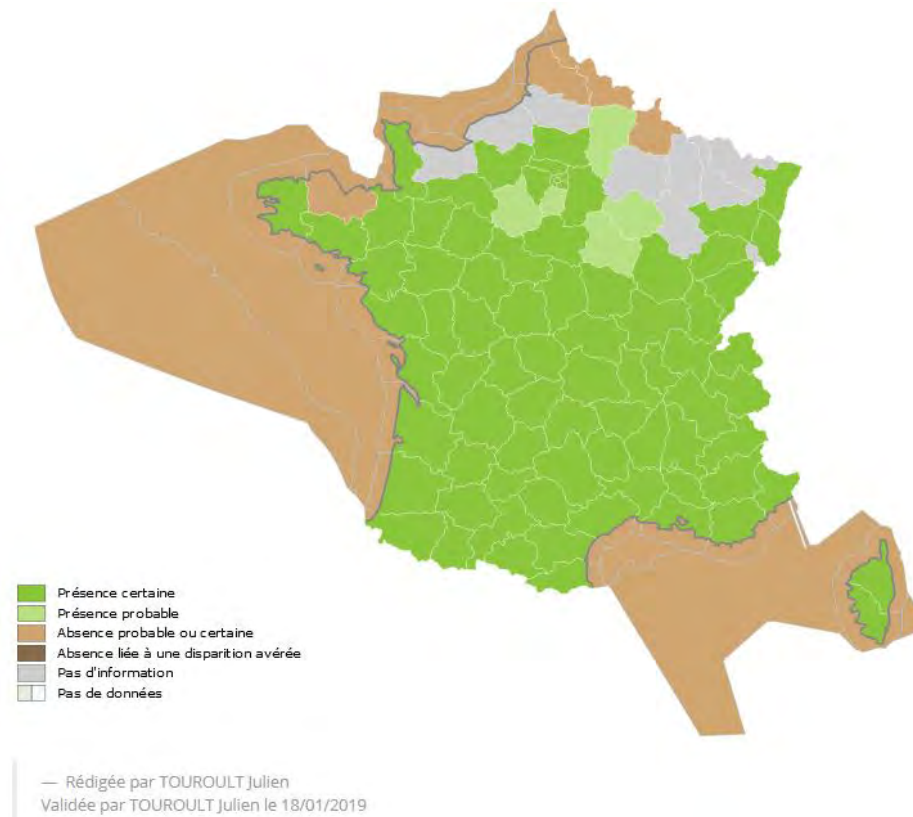 Présence certaine
Présence probable
Absence probable ou certaine
Absence liée à une disparition avérée
Pas d'information
Pas de données
— Rédigée par TOUROULT Julien
Validée par TOUROULT Julien le 18/01/2019